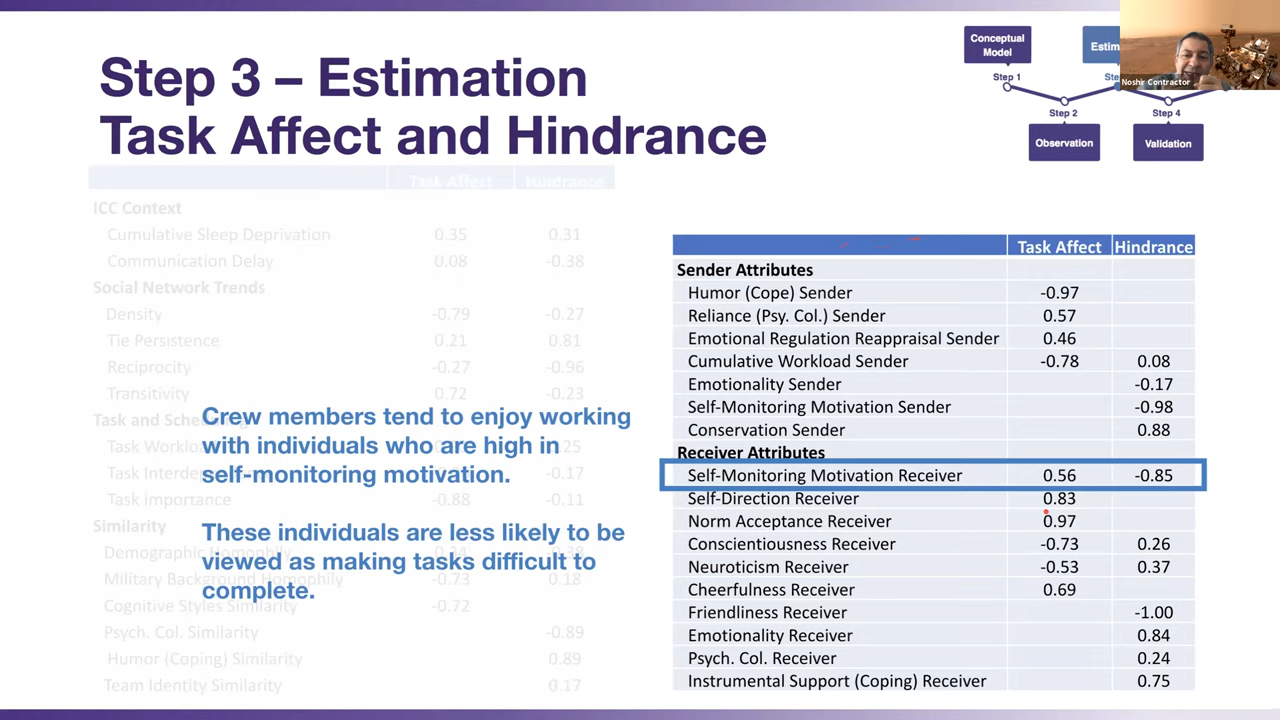 Step 3 – Estimation
Task Affect and Hindrance
Conceptual
Model
Step 1
Step 2
Observation
Step 4
Validation
Noshir Contractor
Task Affect Hindrance
ICC Context
Cumulative Sleep Deprivation 0.35 0.31
Communication Delay 0.08 -0.38
Social Network Trends
Density -0.79 -0.27
Tie Persistence 0.21 0.81
Reciprocity -0.27 -0.96
Transitivity 0.72 -0.23
Task and
Task
Task
Task Importance -0.88 -0.11
Similarity
Demographic Homophily
Military Background Homophily -0.73 0.18
Cognitive Styles Similarity -0.72
Psych. Col. Similarity -0.89
Humor (Coping) Similarity 0.89
Team Identity Similarity 0.17
Crew members tend to enjoy working
with individuals who are high in
self-monitoring motivation.
These individuals are less likely to be
viewed as making tasks difficult to
complete.
Task Affect Hindrance
Sender Attributes
Humor (Cope) Sender -0.97
Reliance (Psy. Col.) Sender 0.57
Emotional Regulation Reappraisal Sender 0.46
Cumulative Workload Sender -0.78 0.08
Emotionality Sender -0.17
Self-Monitoring Motivation Sender -0.98
Conservation Sender 0.88
Receiver Attributes
Self-Monitoring Motivation Receiver 0.56 -0.85
Self-Direction Receiver 0.83
Norm Acceptance Receiver 0.97
Conscientiousness Receiver -0.73 0.26
Neuroticism Receiver -0.53 0.37
Cheerfulness Receiver 0.69
Friendliness Receiver -1.00
Emotionality Receiver 0.84
Psych. Col. Receiver 0.24
Instrumental Support (Coping) Receiver 0.75